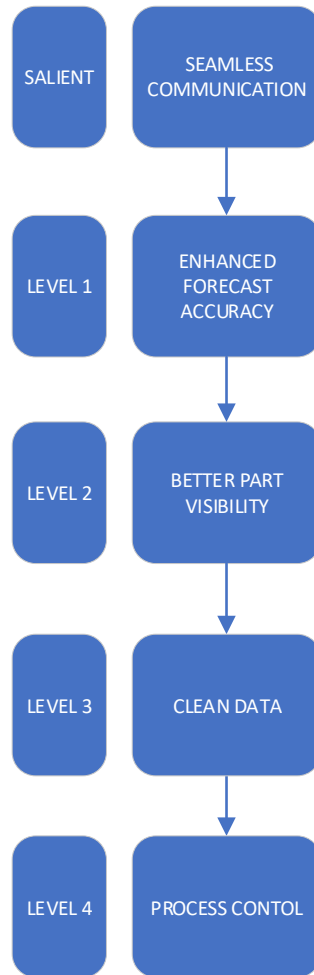 SALIENT
SEAMLESS
COMMUNICATION
LEVEL 1
ENHANCED
FORECAST
ACCURACY
LEVEL 2
BETTER PART
VISIBILITY
LEVEL 3
CLEAN DATA
LEVEL 4
PROCESS CONTOL